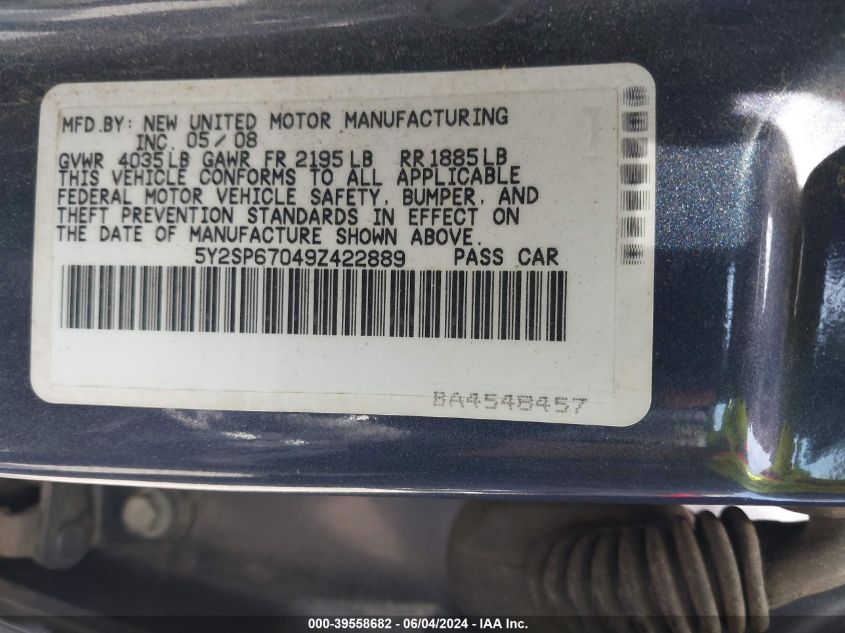 MFD. BY: NEW UNITED MOTOR MANUFACTURING
INC. 05/08
GVWR 4035LB GAWR FR 2195LB RR 1885LB
THIS VEHICLE CONFORMS TO ALL APPLICABLE
FEDERAL MOTOR VEHICLE SAFETY, BUMPER, AND
THEFT PREVENTION STANDARDS IN EFFECT ON
THE DATE OF MANUFACTURE SHOWN ABOVE.
5Y2SP67049Z422889 PASS CAR
BA4548457
000-39558682 - 06/04/2024 - IAA Inc.